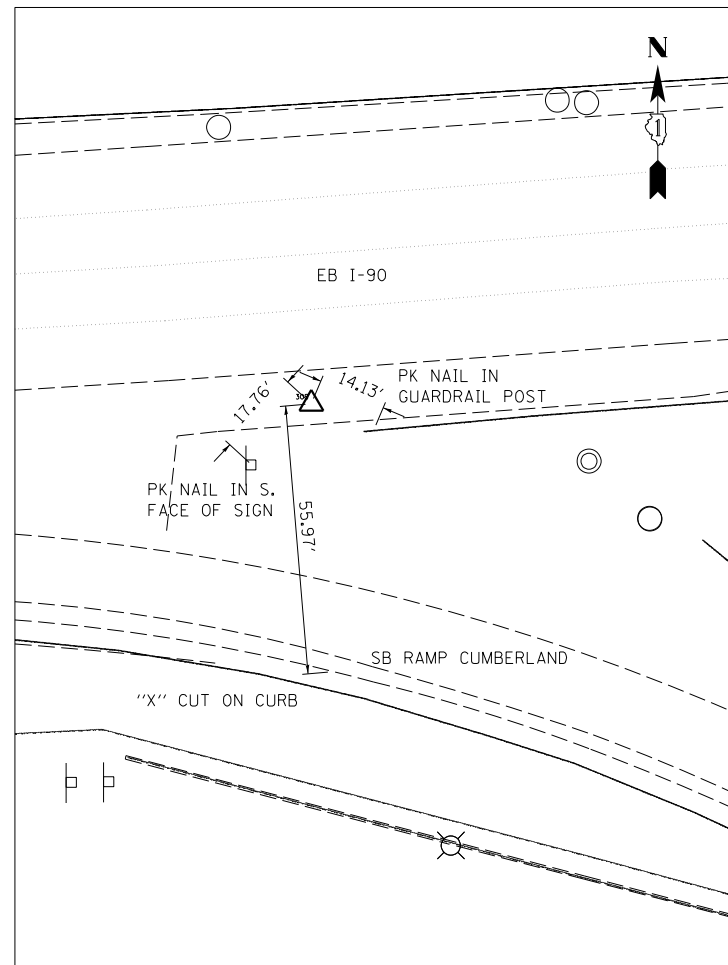 N
1
EB I-90
17.76'
14.13'
PK NAIL IN
GUARDRAIL POST
PK NAIL IN S.
FACE OF SIGN
55.97'
SB RAMP CUMBERLAND
"X" CUT ON CURB